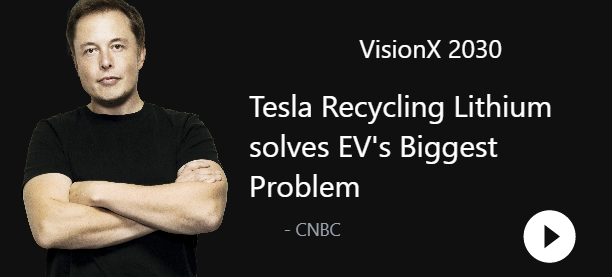 VisionX 2030
Tesla Recycling Lithium
solves EV's Biggest
Problem
- CNBC